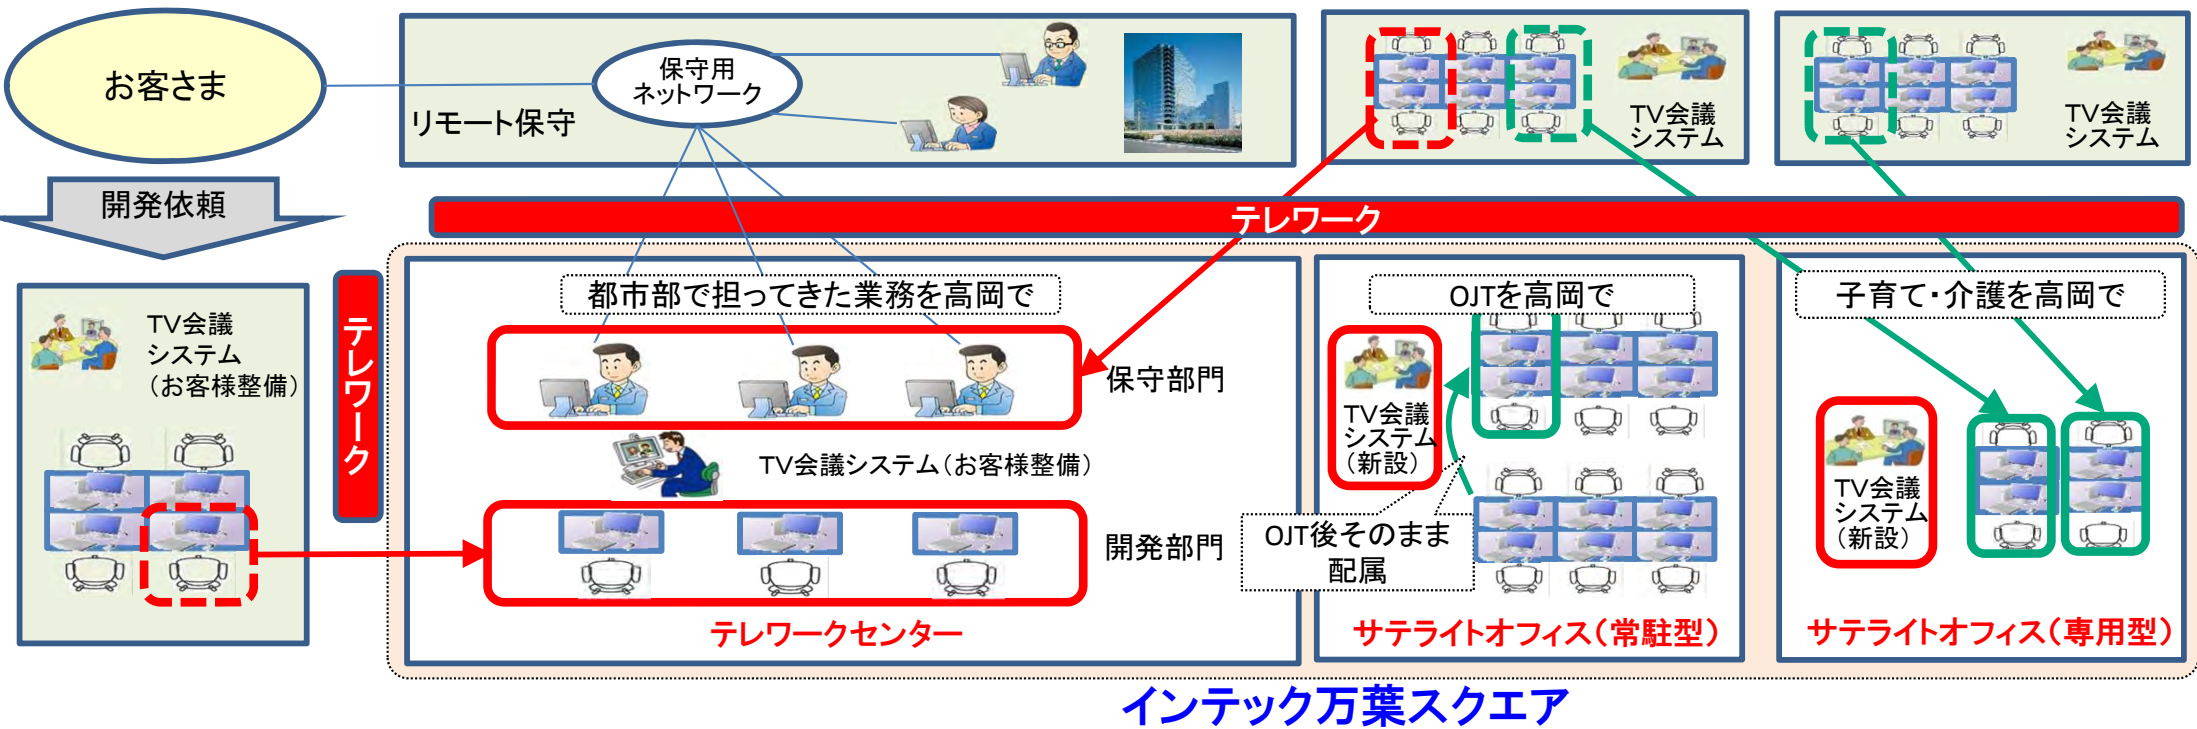 お客さま
開発依頼
リモート保守
保守用
ネットワーク
TV会議
システム
TV会議
システム
テレワーク
テレワーク
TV会議
システム
（お客様整備）
都市部で担ってきた業務を高岡で
保守部門
TV会議システム（お客様整備）
開発部門
テレワークセンター
OJTを高岡で
TV会議
システム
（新設）
OJT後そのまま
配属
サテライトオフィス（常駐型）
子育て・介護を高岡で
TV会議
システム
（新設）
サテライトオフィス（専用型）
インテック万葉スクエア